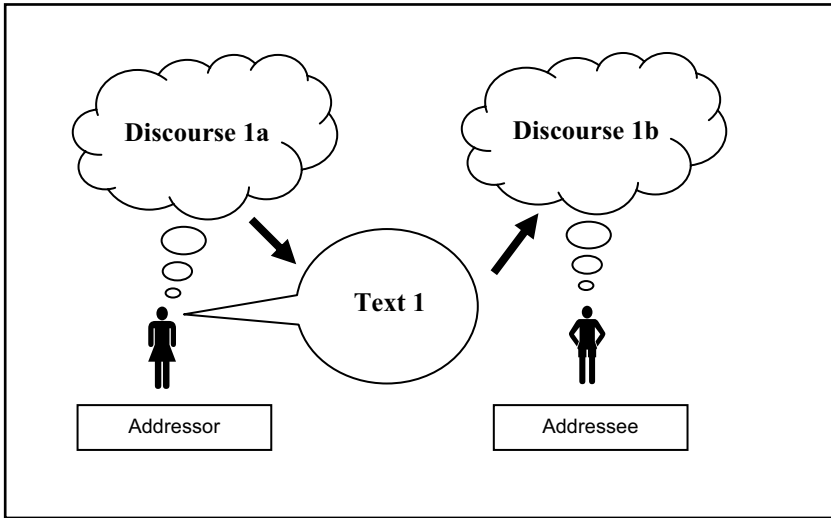 Discourse 1a
Discourse 1b
Text 1
Addressor
Addressee